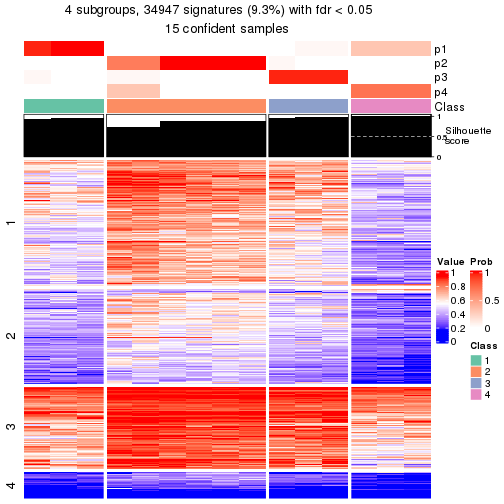 4 subgroups, 34947 signatures (9.3%) with fdr < 0.05
15 confident samples
p1
p2
p3
p4
Class
1
0.5
0
Silhouette
score
1
2
3
4
Value
1
0.8
0.6
0.4
0.2
0
Prob
1
0.5
0
Class
1
2
3
4